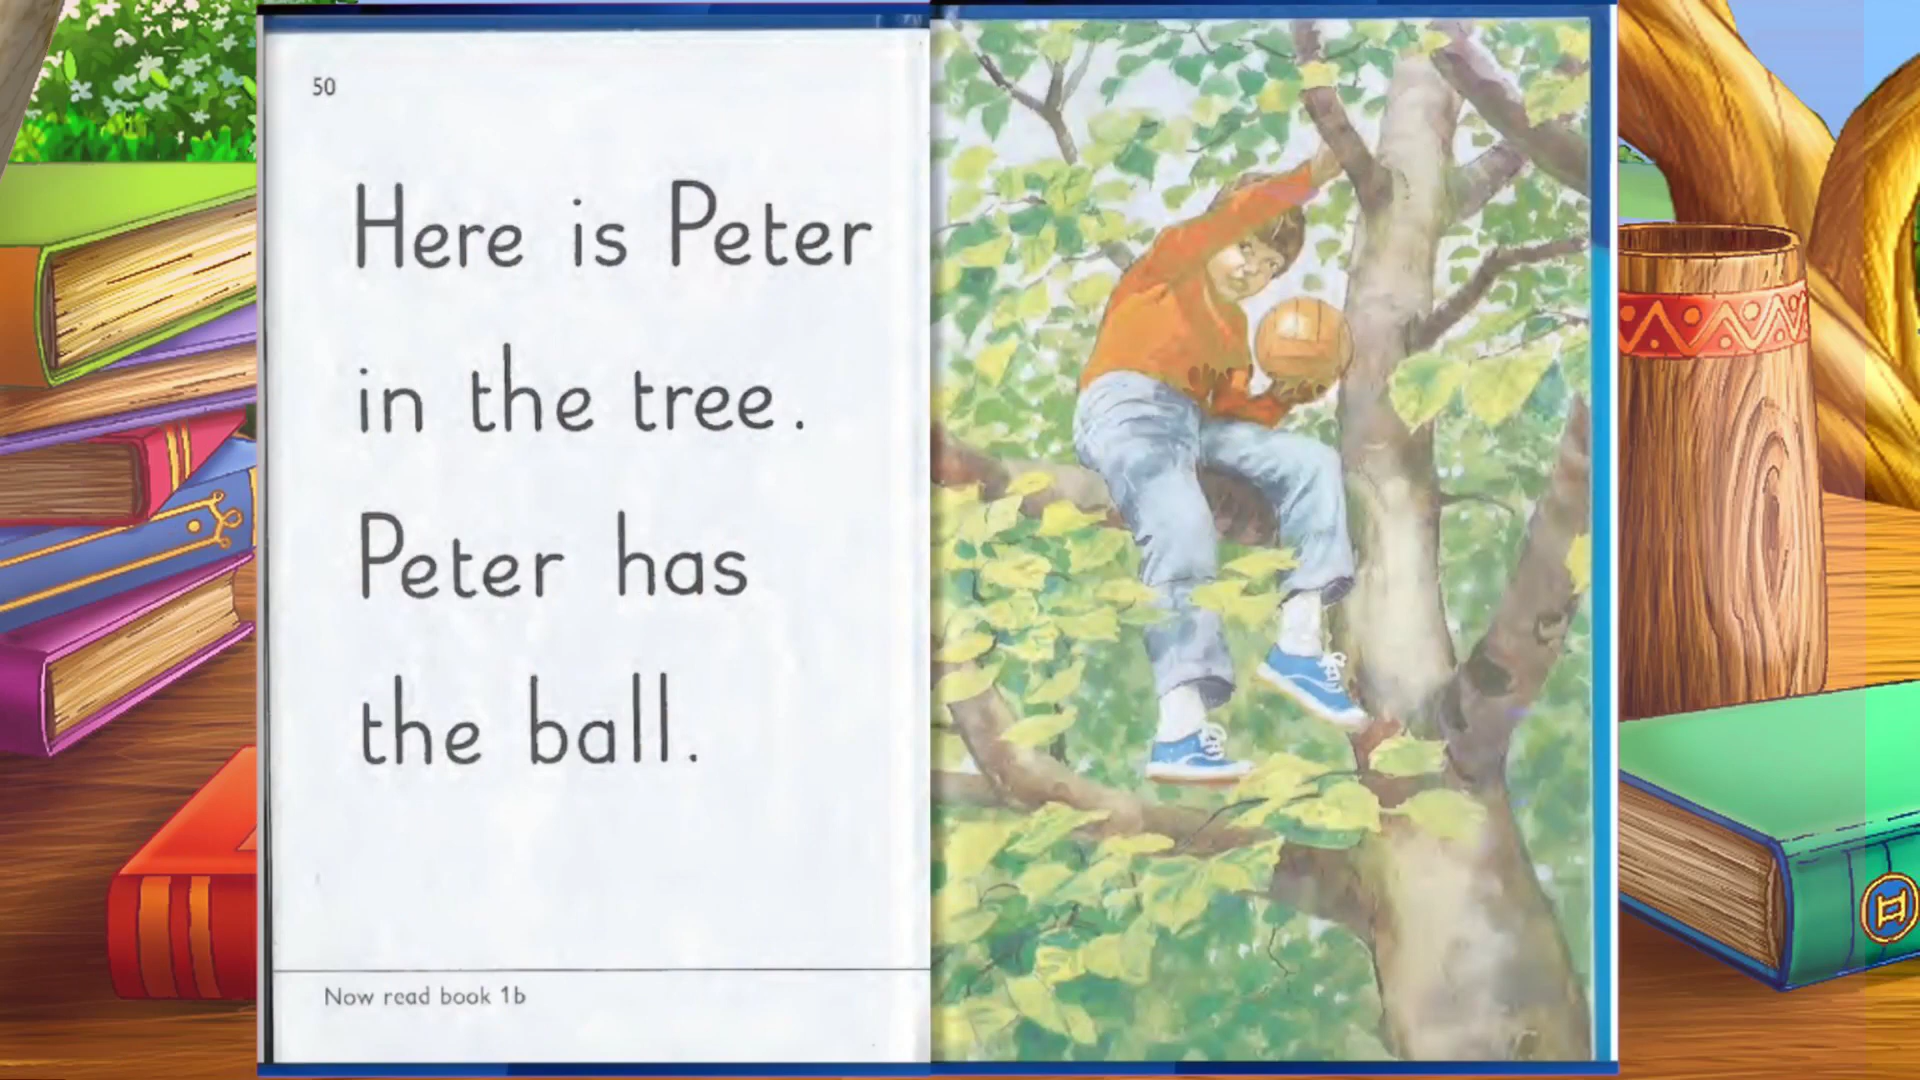 50
Here is Peter
in the tree.
Peter has
the ball.
Now read book 1b